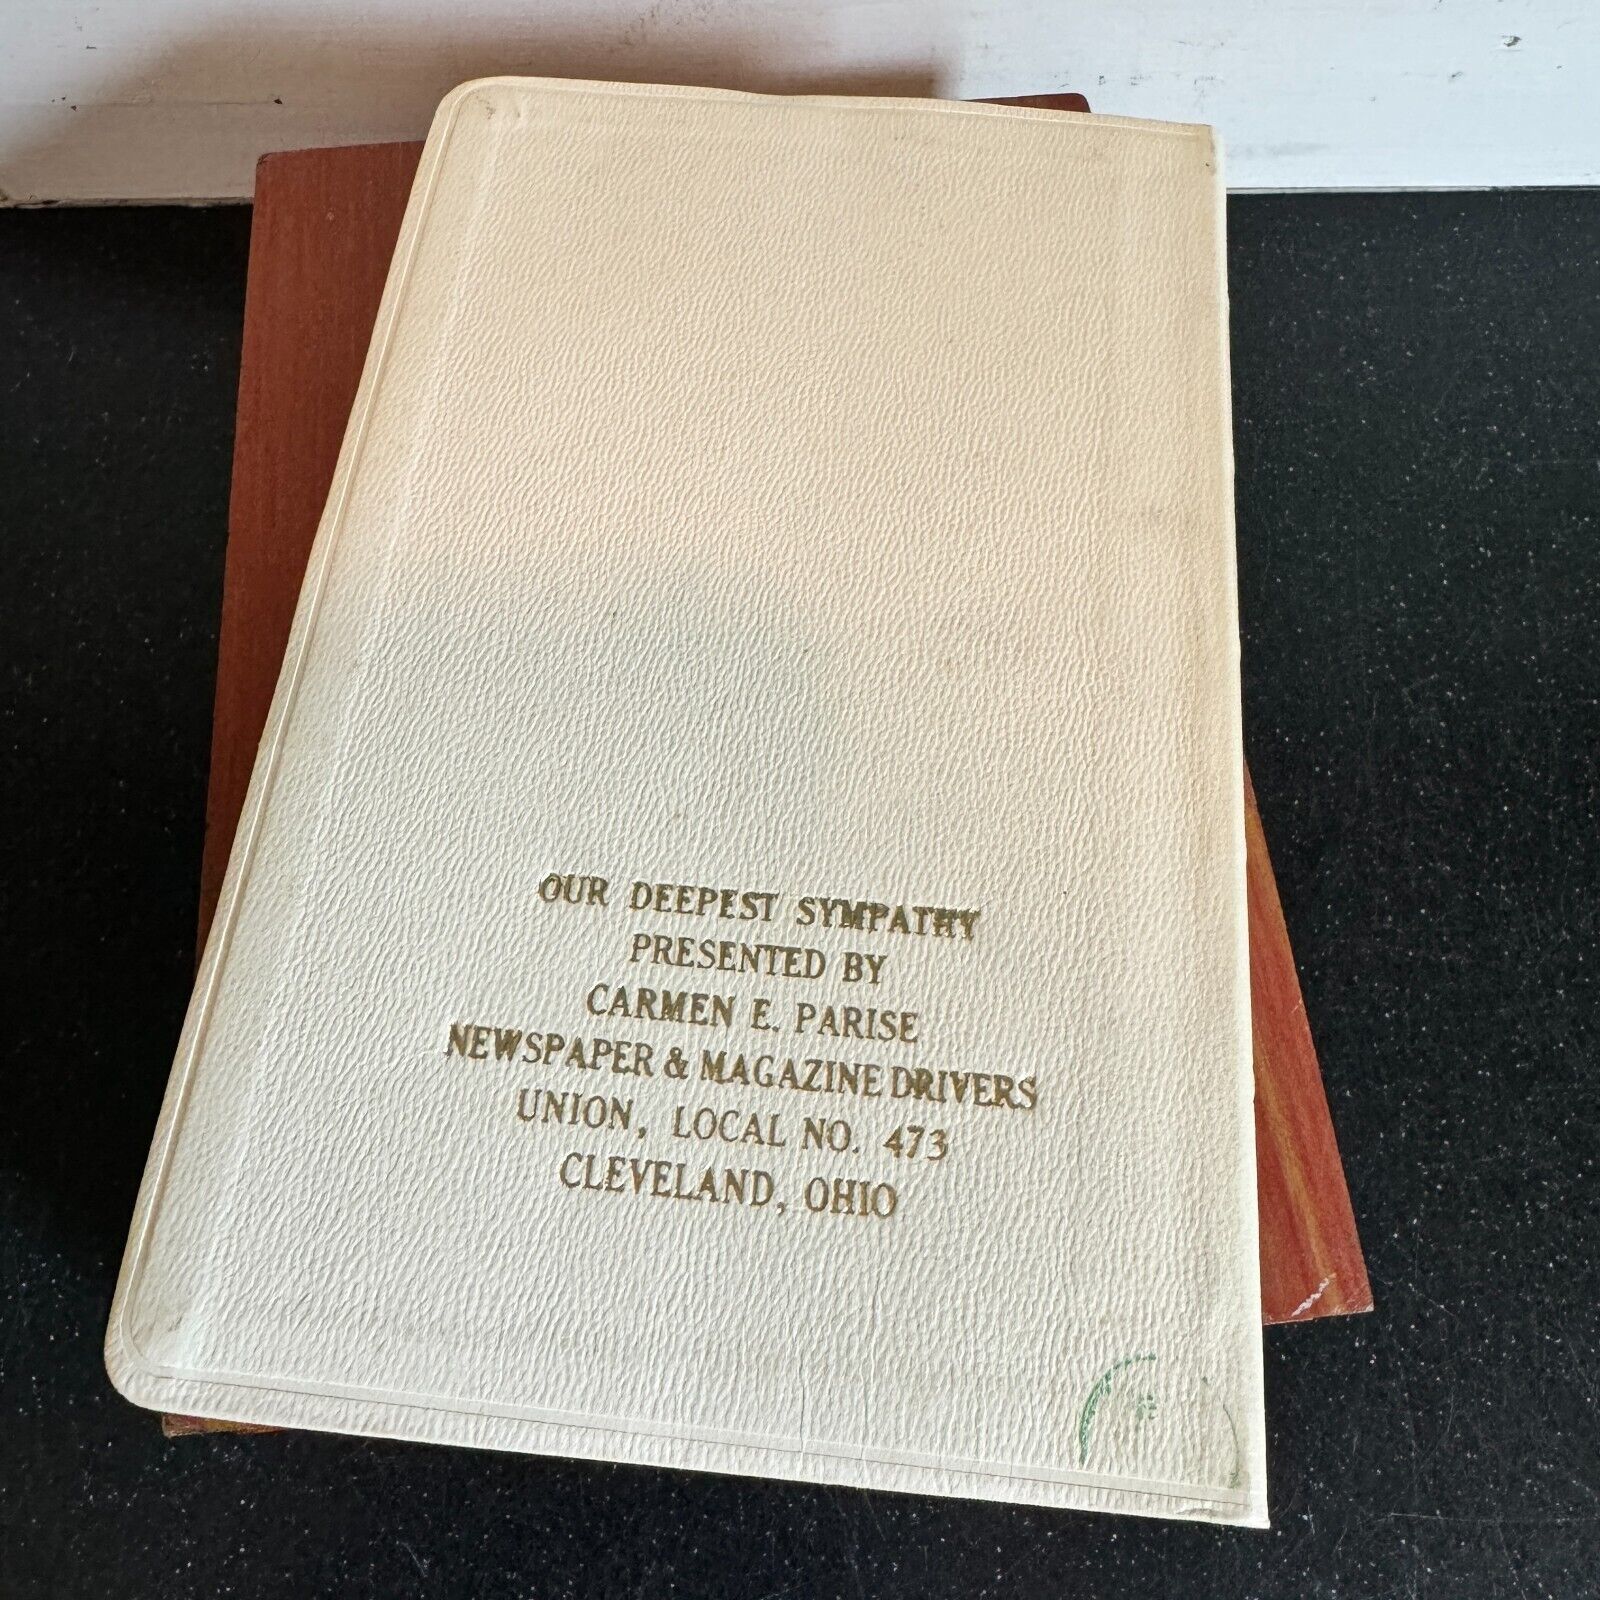 OUR DEEPEST SYMPATHY
PRESENTED BY
CARMEN E. PARISE
NEWSPAPER & MAGAZINE DRIVERS
UNION, LOCAL NO. 473
CLEVELAND, OHIO